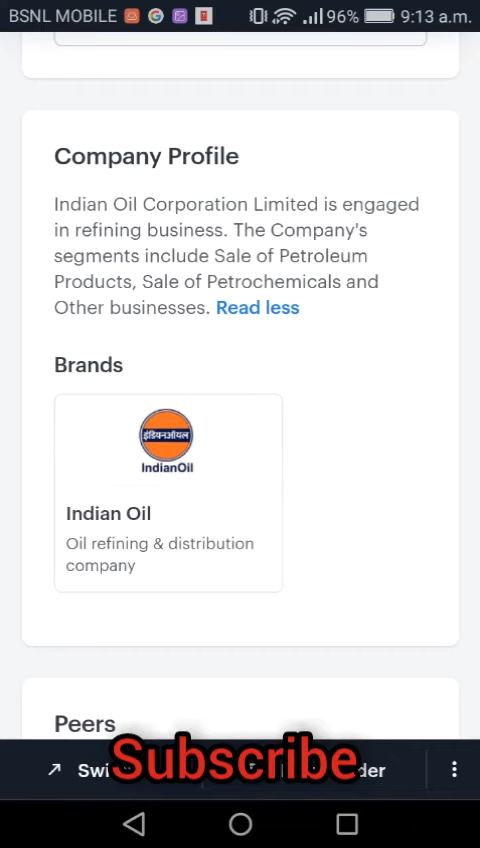 BSNL MOBILE 96% 9:13 a.m.
Company Profile
Indian Oil Corporation Limited is engaged
in refining business. The Company's
segments include Sale of Petroleum
Products, Sale of Petrochemicals and
Other businesses. Read less
Brands
इंडियनऑयल
IndianOil
Indian Oil
Oil refining & distribution
company
Peers
Subscribe